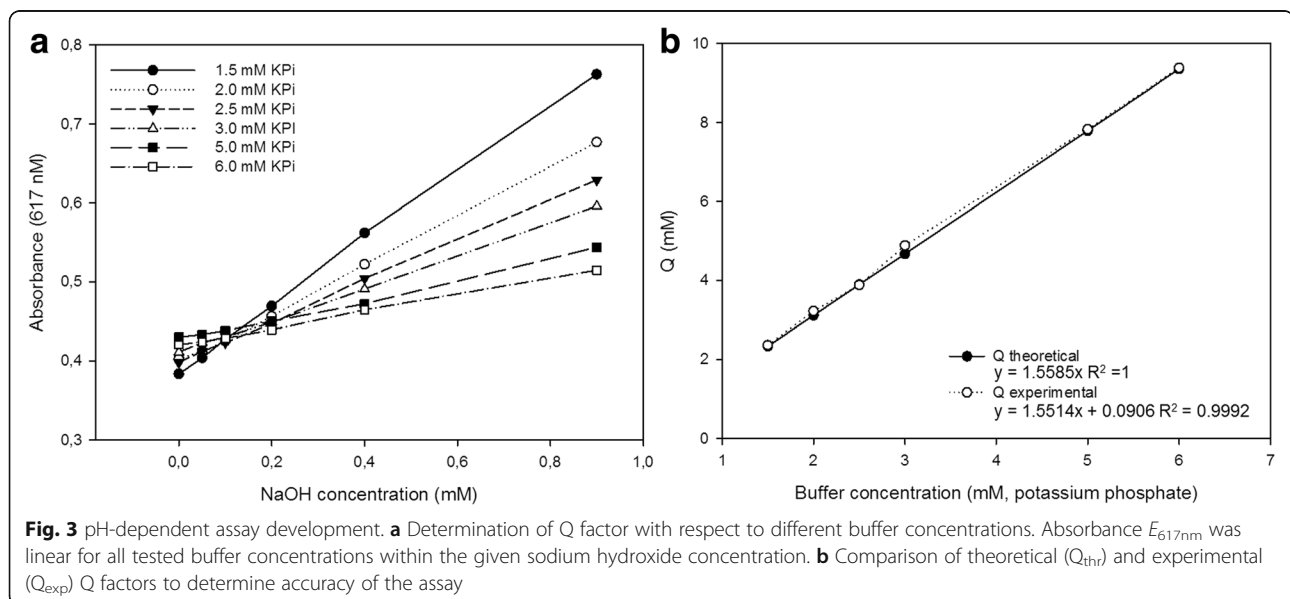 a
0,8
0,7
0,6
0,5
0,4
0,3
Absorbance (617 nM)
1.5 mM KPi
2.0 mM KPi
2.5 mM KPi
3.0 mM KPI
5.0 mM KPi
6.0 mM KPi
0,0 0,2 0,4 0,6 0,8 1,0
NaOH concentration (mM)
b
10
8
6
4
2
0
Q (mM)
Q theoretical
y = 1.5585x R² =1
Q experimental
y = 1.5514x + 0.0906 R² = 0.9992
1 2 3 4 5 6 7
Buffer concentration (mM, potassium phosphate)
Fig. 3 pH-dependent assay development. a Determination of Q factor with respect to different buffer concentrations. Absorbance E617nm was
linear for all tested buffer concentrations within the given sodium hydroxide concentration. b Comparison of theoretical (Qthr) and experimental
(Qexp) Q factors to determine accuracy of the assay